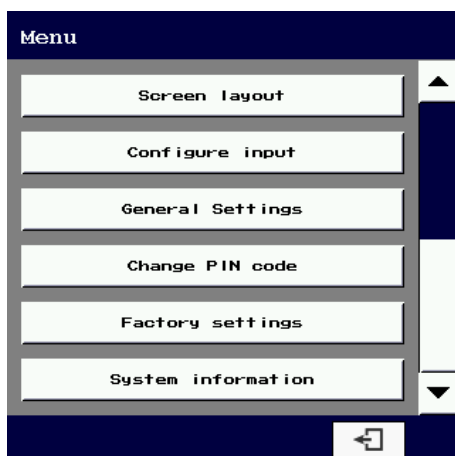 Menu
Screen layout
Configure input
General Settings
Change PIN code
Factory settings
System information